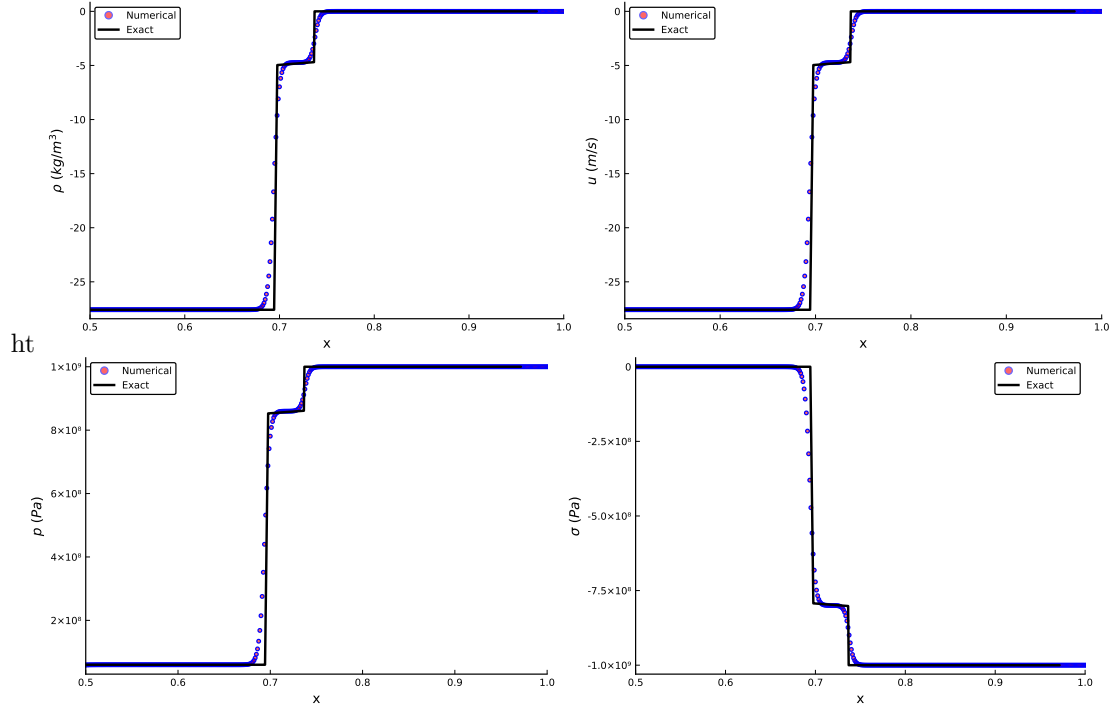 Numerical
Exact
0
-5
-10
-15
-20
-25
ρ (kg/m³)
0.5 0.6 0.7 0.8 0.9 1.0
x
Numerical
Exact
0
-5
-10
-15
-20
-25
u (m/s)
0.5 0.6 0.7 0.8 0.9 1.0
x
ht
Numerical
Exact
1×10⁹
8×10⁸
6×10⁸
4×10⁸
2×10⁸
p (Pa)
0.5 0.6 0.7 0.8 0.9 1.0
x
Numerical
Exact
0
-2.5×10⁸
-5.0×10⁸
-7.5×10⁸
-1.0×10⁹
σ (Pa)
0.5 0.6 0.7 0.8 0.9 1.0
x